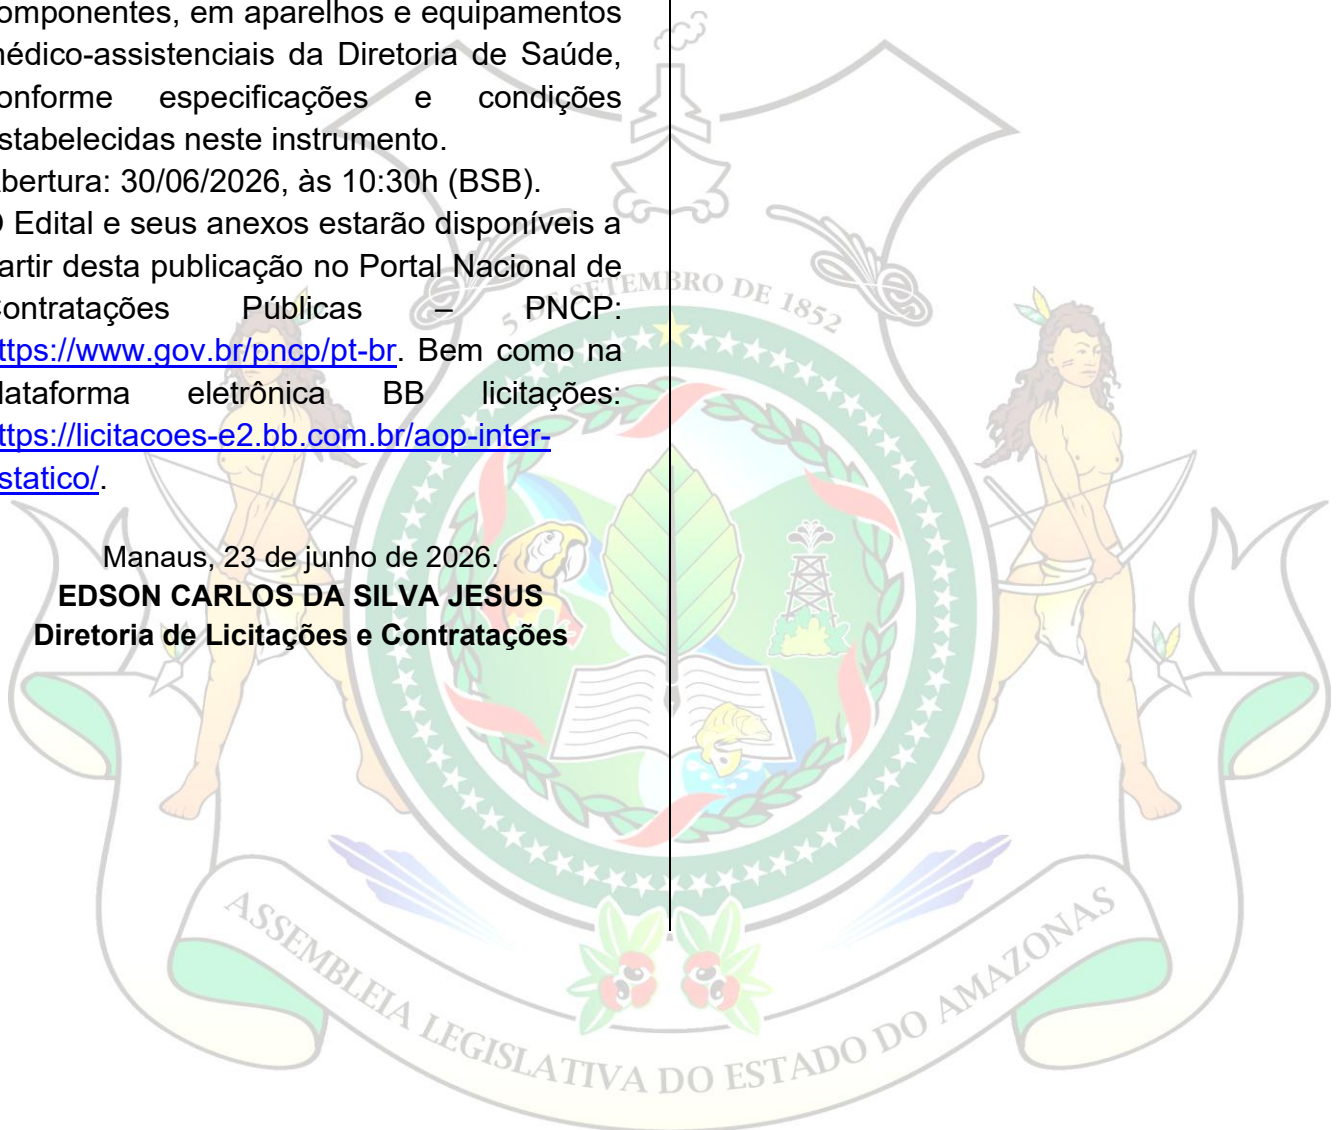 omponentes, em aparelhos e equipamentos
médico-assistenciais da Diretoria de Saúde,
onforme especificações e condições
stabelecidas neste instrumento.
bertura: 30/06/2026, às 10:30h (BSB).
O Edital e seus anexos estarão disponíveis a
artir desta publicação no Portal Nacional de
Contratações Públicas – PNCP:
ttps://www.gov.br/pncp/pt-br. Bem como na
lataforma eletrônica BB licitações:
ttps://licitacoes-e2.bb.com.br/aop-inter-
statico/.
Manaus, 23 de junho de 2026.
EDSON CARLOS DA SILVA JESUS
Diretoria de Licitações e Contratações
5 DE SETEMBRO DE 1852
ASSEMBLEIA LEGISLATIVA DO ESTADO DO AMAZONAS